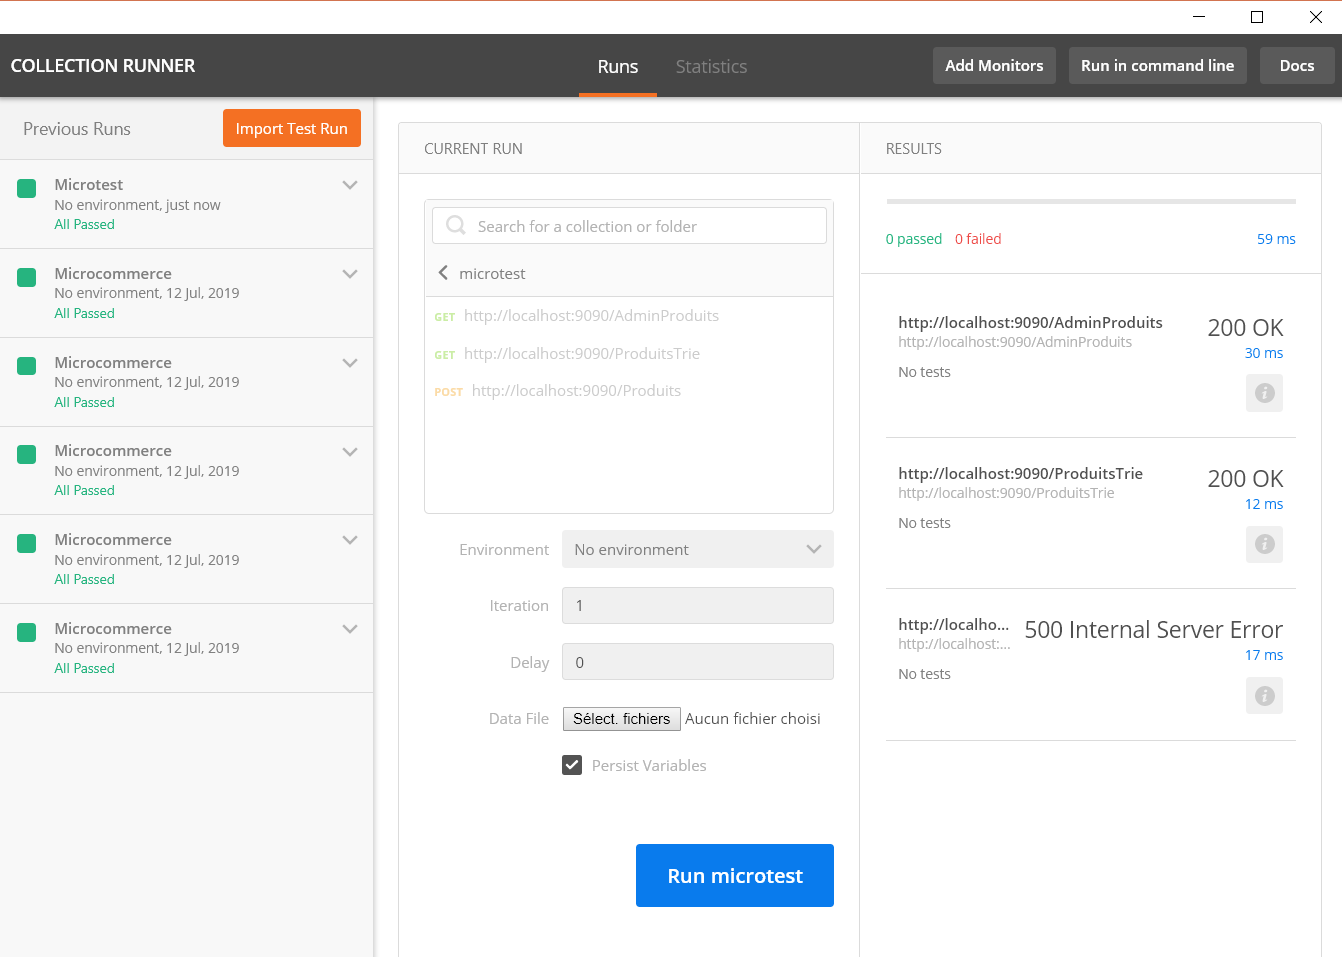 COLLECTION RUNNER
Runs
Statistics
Add Monitors
Run in command line
Docs
Previous Runs
Import Test Run
Microtest
No environment, just now
All Passed
Microcommerce
No environment, 12 Jul, 2019
All Passed
Microcommerce
No environment, 12 Jul, 2019
All Passed
Microcommerce
No environment, 12 Jul, 2019
All Passed
Microcommerce
No environment, 12 Jul, 2019
All Passed
Microcommerce
No environment, 12 Jul, 2019
All Passed
CURRENT RUN
Search for a collection or folder
microtest
GET http://localhost:9090/AdminProduits
GET http://localhost:9090/ProduitsTrie
POST http://localhost:9090/Produits
Environment No environment
Iteration 1
Delay 0
Data File Sélect. fichiers Aucun fichier choisi
Persist Variables
Run microtest
RESULTS
0 passed 0 failed 59 ms
http://localhost:9090/AdminProduits 200 OK
http://localhost:9090/AdminProduits 30 ms
No tests
http://localhost:9090/ProduitsTrie 200 OK
http://localhost:9090/ProduitsTrie 12 ms
No tests
http://localho... 500 Internal Server Error
http://localhost:... 17 ms
No tests